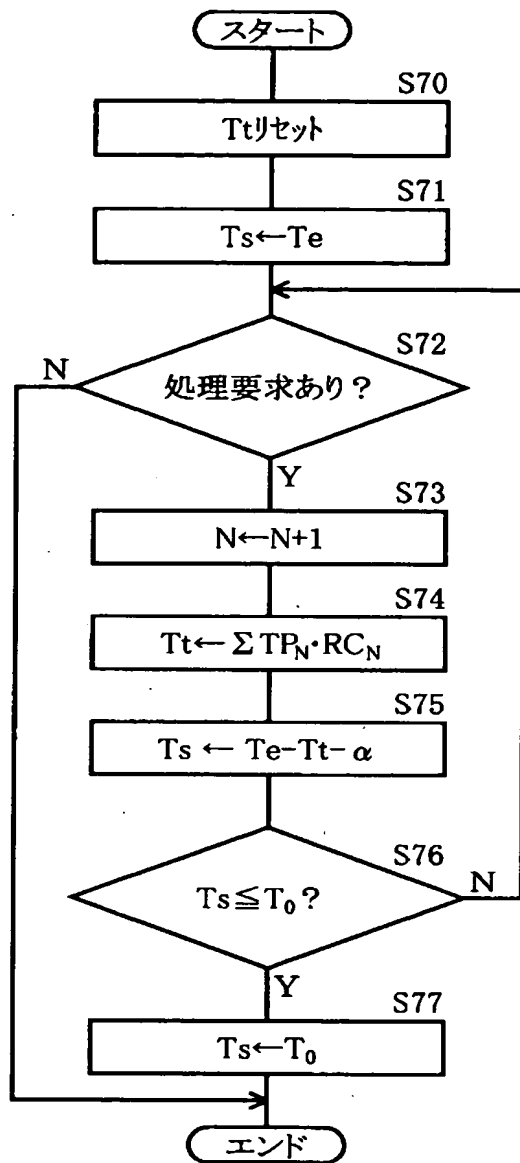 スタート
S70
Ttリセット
S71
Ts←Te
S72
N
処理要求あり？
Y
S73
N←N+1
S74
Tt←ΣTP_N・RC_N
S75
Ts ← Te-Tt-α
S76
Ts≦T₀？
N
Y
S77
Ts←T₀
エンド